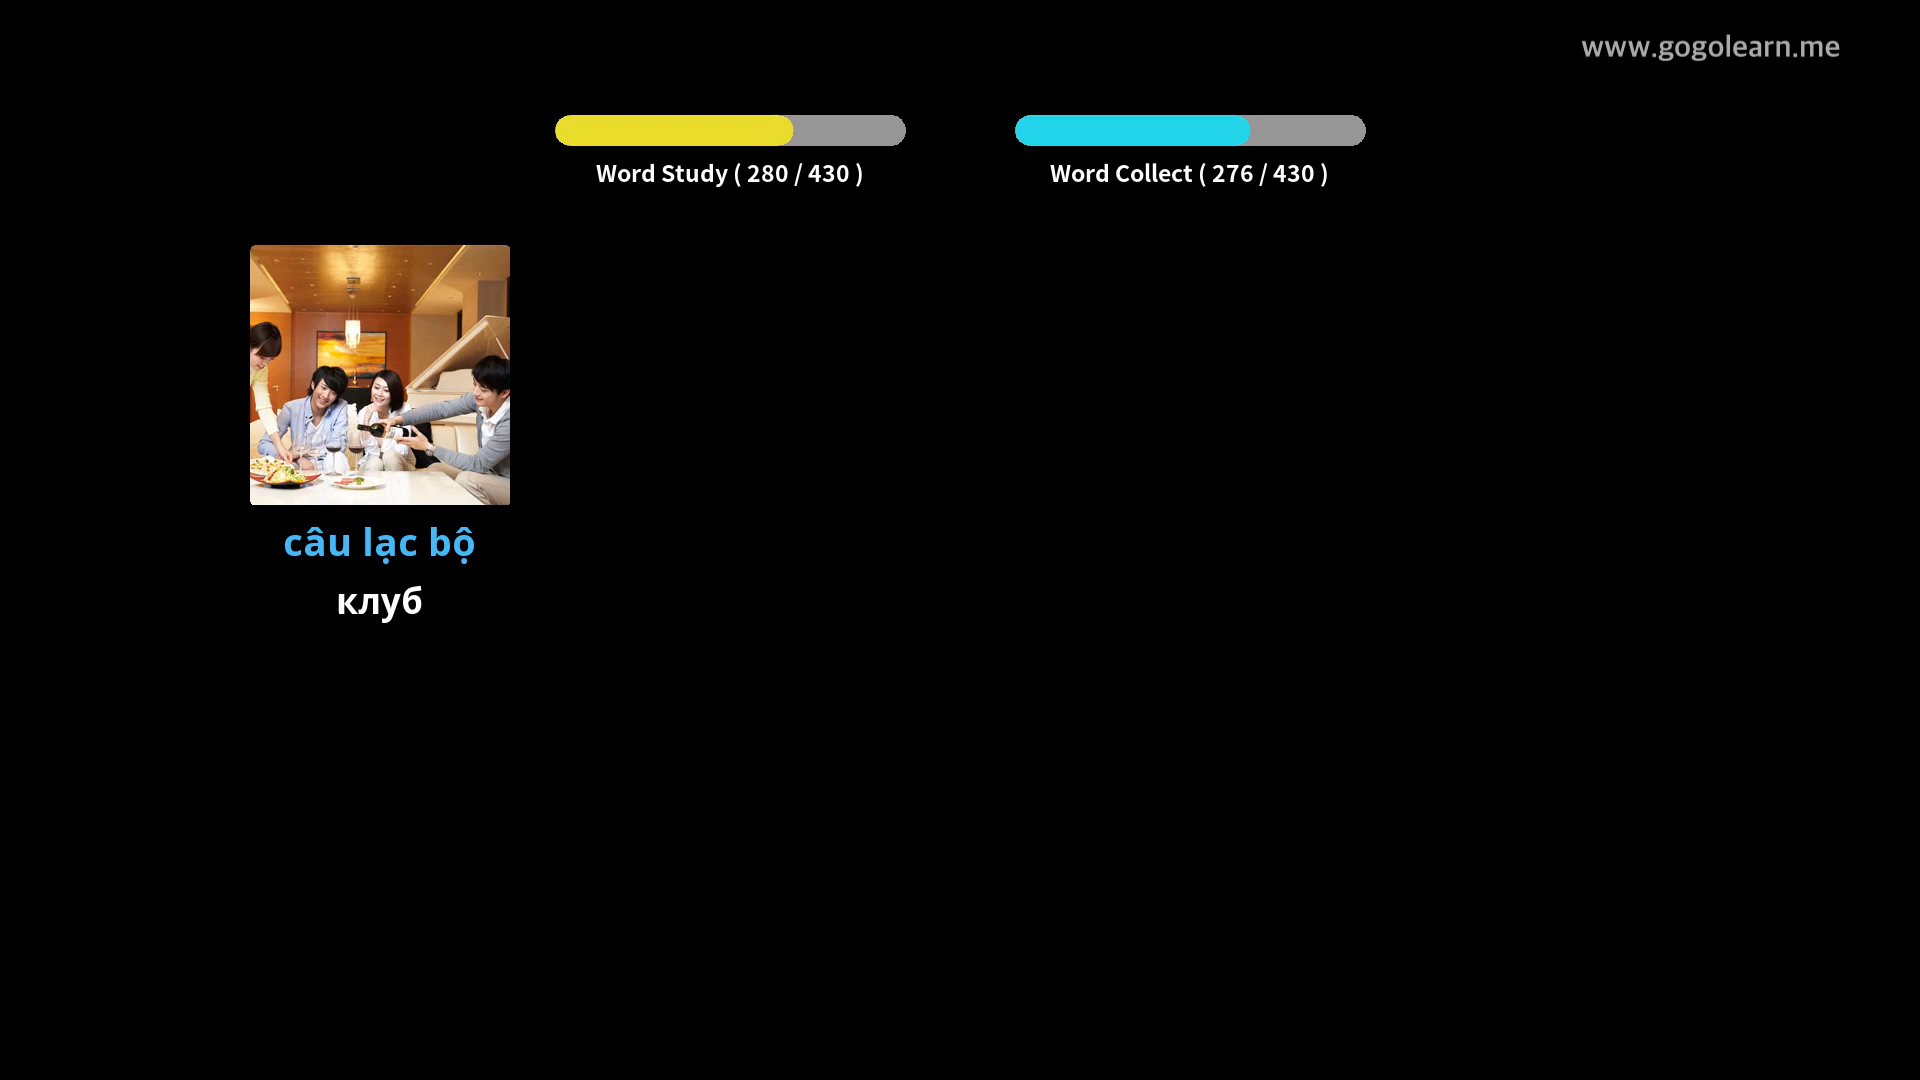 www.gogolearn.me
Word Study ( 280 / 430 )
Word Collect ( 276 / 430 )
câu lạc bộ
клуб